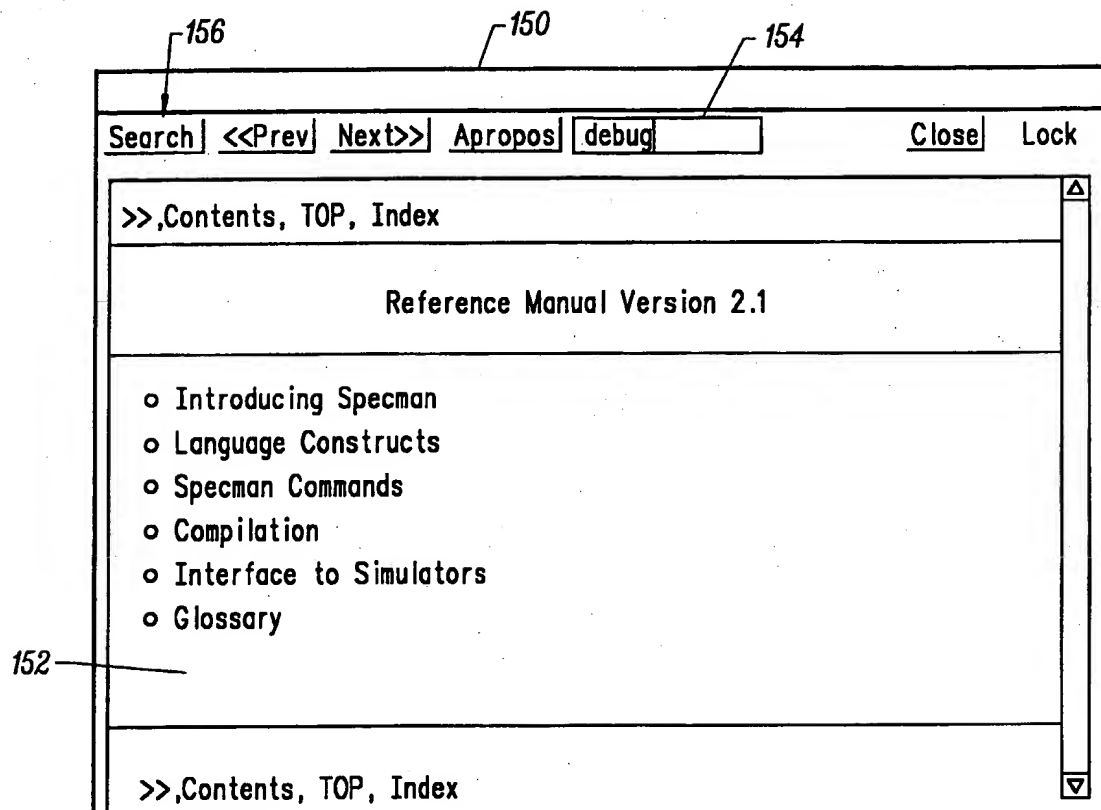 156 150 154
Search <<Prev Next>> Apropos debug Close Lock
>>,Contents, TOP, Index
Reference Manual Version 2.1
o Introducing Specman
o Language Constructs
o Specman Commands
o Compilation
o Interface to Simulators
o Glossary
152
>>,Contents, TOP, Index